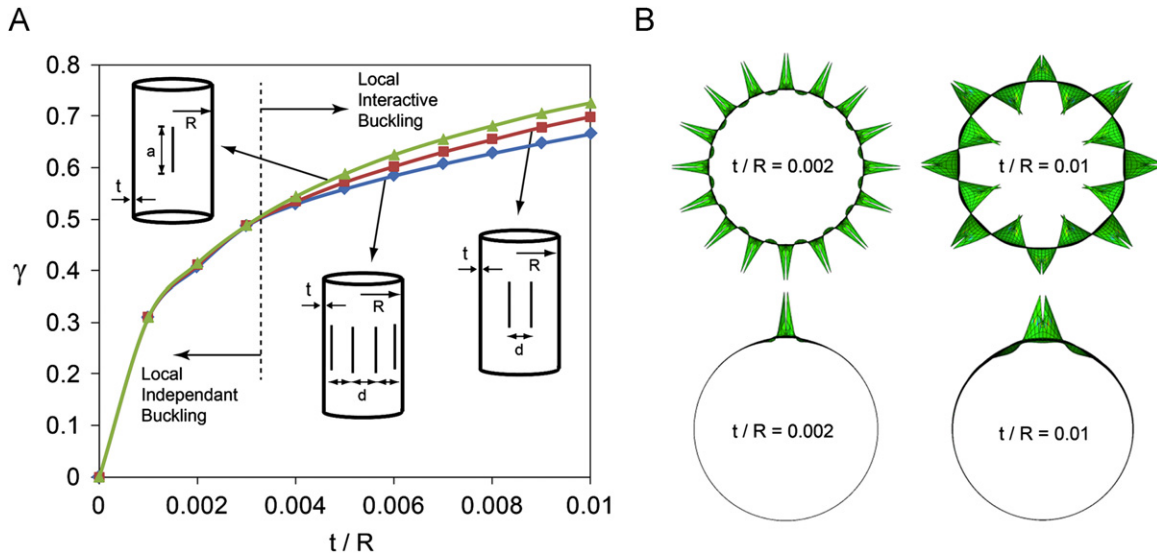 A
B
0.8
0.7
0.6
0.5
0.4
0.3
0.2
0.1
0
γ
0
0.002
0.004
0.006
0.008
0.01
t / R
R
a
t
Local
Interactive
Buckling
Local
Independant
Buckling
t
R
d
t
R
d
t / R = 0.002
t / R = 0.01
t / R = 0.002
t / R = 0.01